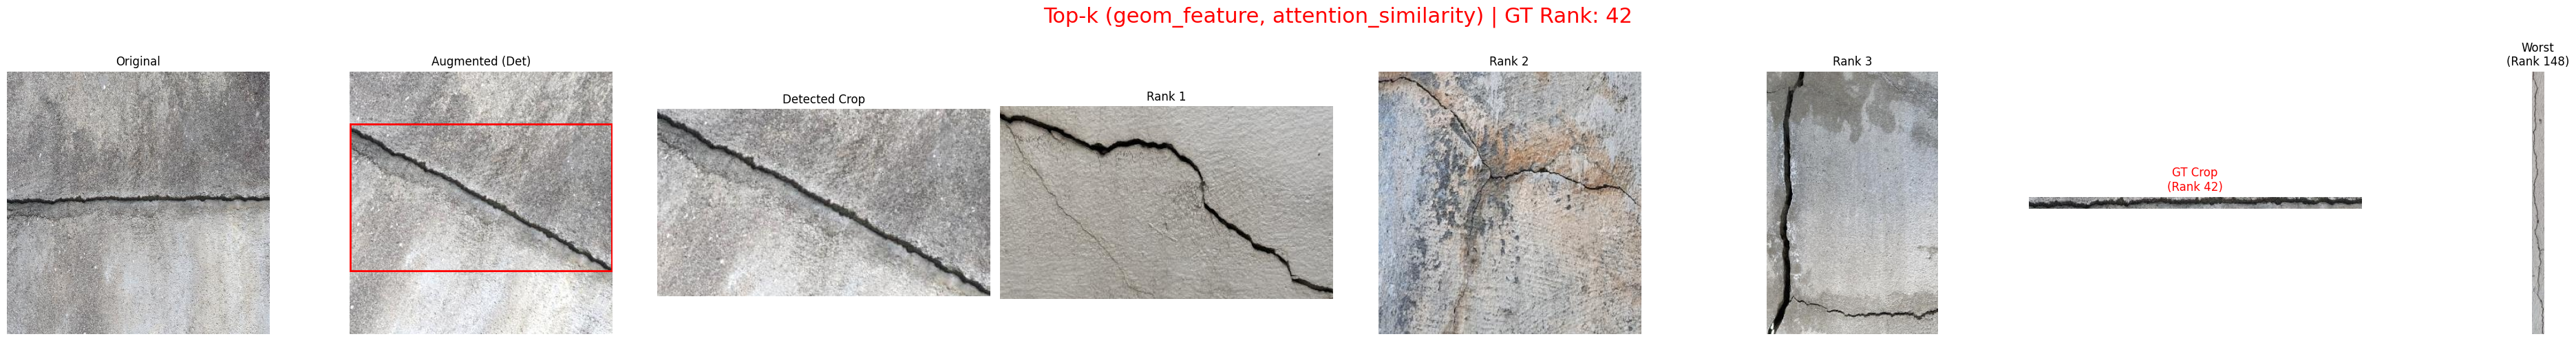 Top-k (geom_feature, attention_similarity) | GT Rank: 42
Original
Augmented (Det)
Detected Crop
Rank 1
Rank 2
Rank 3
GT Crop
(Rank 42)
Worst
(Rank 148)